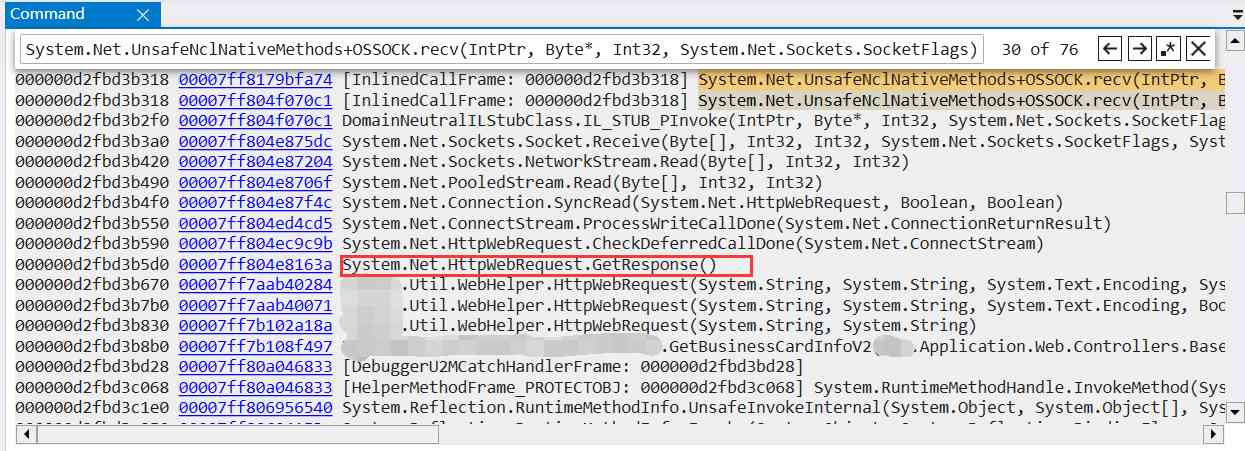 Command
System.Net.UnsafeNclNativeMethods+OSSOCK.recv(IntPtr, Byte*, Int32, System.Net.Sockets.SocketFlags) 30 of 76
000000d2fbd3b318 00007ff8179bfa74 [InlinedCallFrame: 000000d2fbd3b318] System.Net.UnsafeNclNativeMethods+OSSOCK.recv(IntPtr, B
000000d2fbd3b318 00007ff804f070c1 [InlinedCallFrame: 000000d2fbd3b318] System.Net.UnsafeNclNativeMethods+OSSOCK.recv(IntPtr, B
000000d2fbd3b2f0 00007ff804f070c1 DomainNeutralILStubClass.IL_STUB_PInvoke(IntPtr, Byte*, Int32, System.Net.Sockets.SocketFlag
000000d2fbd3b3a0 00007ff804e875dc System.Net.Sockets.Socket.Receive(Byte[], Int32, Int32, System.Net.Sockets.SocketFlags, Syst
000000d2fbd3b420 00007ff804e87204 System.Net.Sockets.NetworkStream.Read(Byte[], Int32, Int32)
000000d2fbd3b490 00007ff804e8706f System.Net.PooledStream.Read(Byte[], Int32, Int32)
000000d2fbd3b4f0 00007ff804e87f4c System.Net.Connection.SyncRead(System.Net.HttpWebRequest, Boolean, Boolean)
000000d2fbd3b550 00007ff804ed4cd5 System.Net.ConnectStream.ProcessWriteCallDone(System.Net.ConnectionReturnResult)
000000d2fbd3b590 00007ff804ec9c9b System.Net.HttpWebRequest.CheckDeferredCallDone(System.Net.ConnectStream)
000000d2fbd3b5d0 00007ff804e8163a System.Net.HttpWebRequest.GetResponse()
000000d2fbd3b670 00007ff7aab40284 .Util.WebHelper.HttpWebRequest(System.String, System.String, System.Text.Encoding, Sys
000000d2fbd3b7b0 00007ff7aab40071 .Util.WebHelper.HttpWebRequest(System.String, System.String, System.Text.Encoding, Boo
000000d2fbd3b830 00007ff7b102a18a .Util.WebHelper.HttpWebRequest(System.String, System.String)
000000d2fbd3b8b0 00007ff7b108f497 .GetBusinessCardInfoV2( .Application.Web.Controllers.Base
000000d2fbd3bd28 00007ff80a046833 [DebuggerU2MCatchHandlerFrame: 000000d2fbd3bd28]
000000d2fbd3c068 00007ff80a046833 [HelperMethodFrame_PROTECTOBJ: 000000d2fbd3c068] System.RuntimeMethodHandle.InvokeMethod(Sys
000000d2fbd3c1e0 00007ff806956540 System.Reflection.RuntimeMethodInfo.UnsafeInvokeInternal(System.Object, System.Object[], Sys